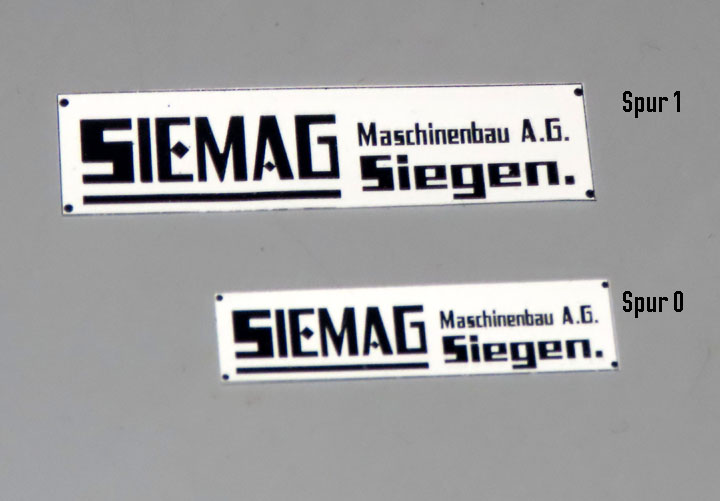 SIEMAG
Maschinenbau A.G.
Siegen.
Spur 1
SIEMAG
Maschinenbau A.G.
Siegen.
Spur 0